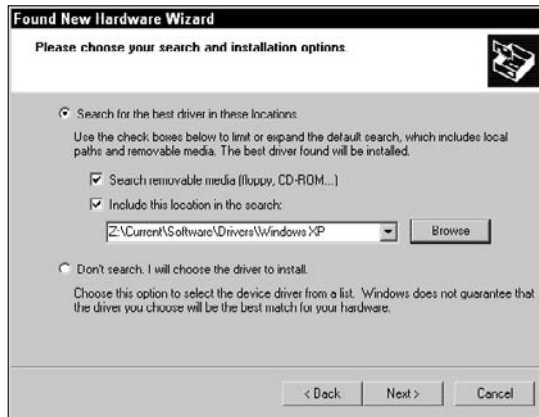 Found New Hardware Wizard
Please choose your search and installation options.
Search for the best driver in these locations.
Use the check boxes below to limit or expand the default search, which includes local
paths and removable media. The best driver found will be installed.
Search removable media (floppy, CD-ROM...)
Include this location in the search:
Z:\Current\Software\Drivers\Windows XP
Browse
Don't search. I will choose the driver to install.
Choose this option to select the device driver from a list. Windows does not guarantee that
the driver you choose will be the best match for your hardware.
< Back
Next >
Cancel